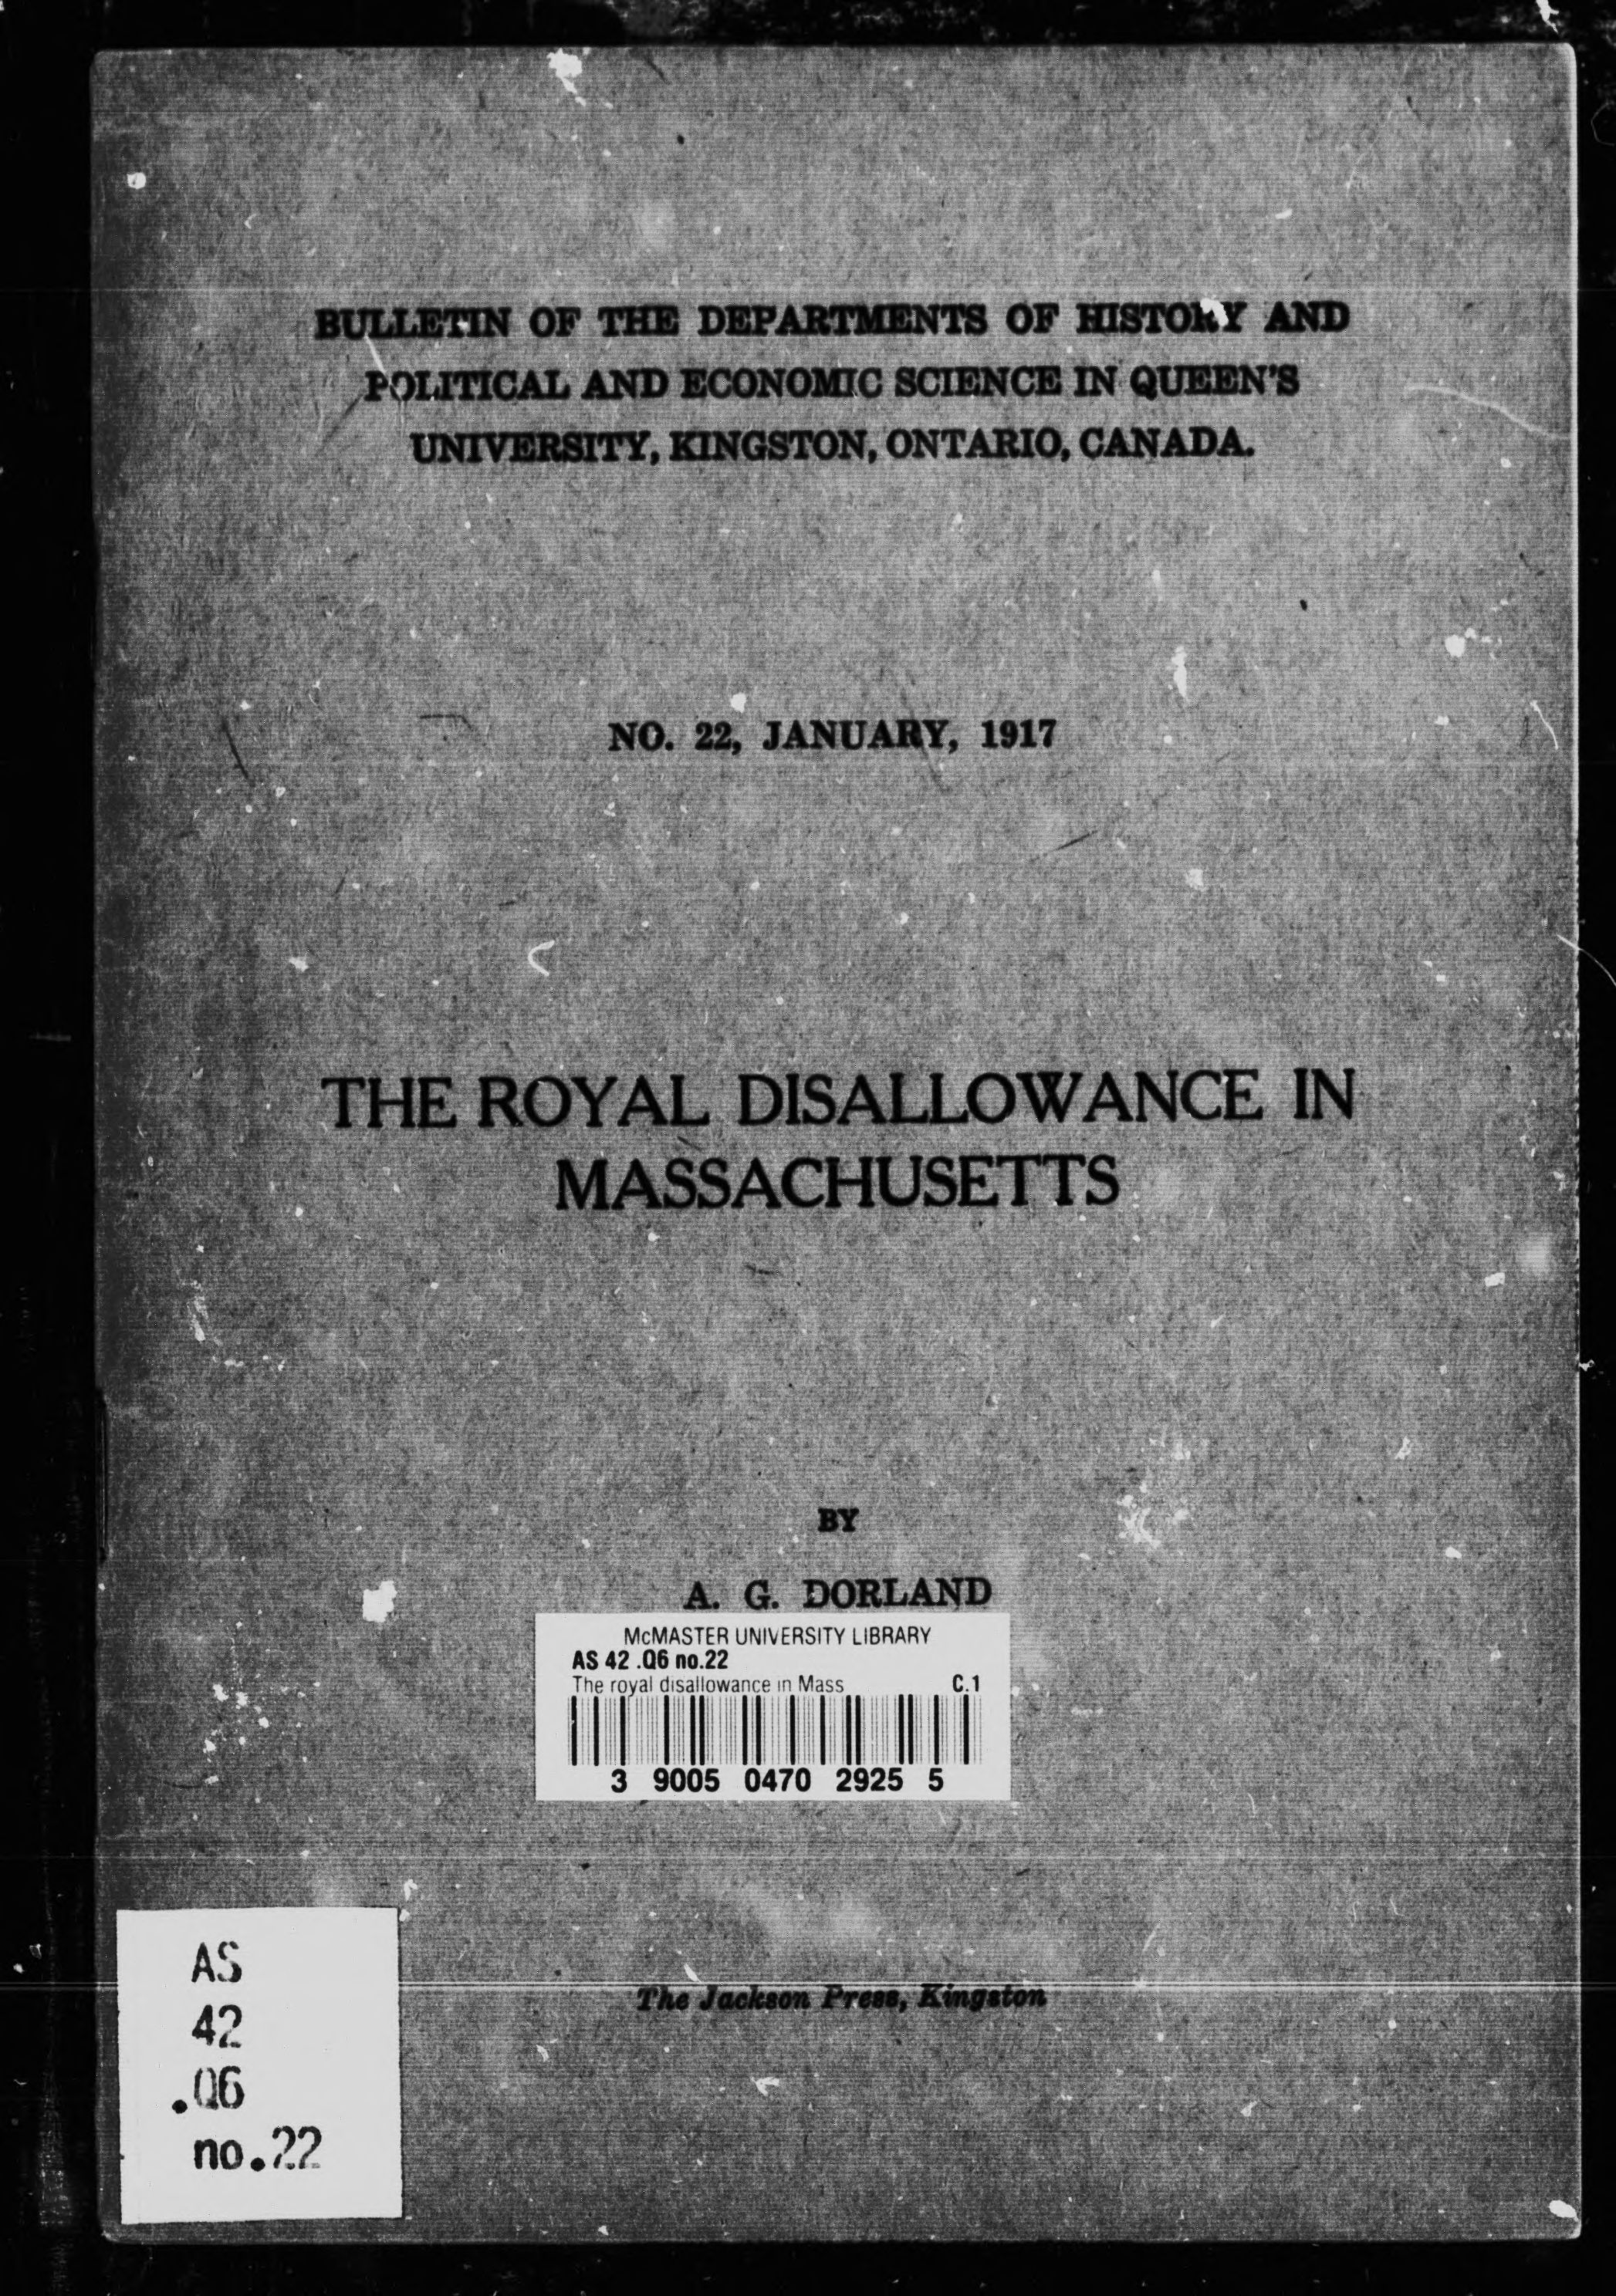 BULLETIN OF THE DEPARTMENTS OF HISTORY AND
POLITICAL AND ECONOMIC SCIENCE IN QUEEN'S
UNIVERSITY, KINGSTON, ONTARIO, CANADA.
NO. 22, JANUARY, 1917
THE ROYAL DISALLOWANCE IN
MASSACHUSETTS
BY
A. G. DORLAND
McMASTER UNIVERSITY LIBRARY
AS 42 .Q6 no.22
The royal disallowance in Mass C.1
3 9005 0470 2925 5
The Jackson Press, Kingston
AS
42
.Q6
no.22